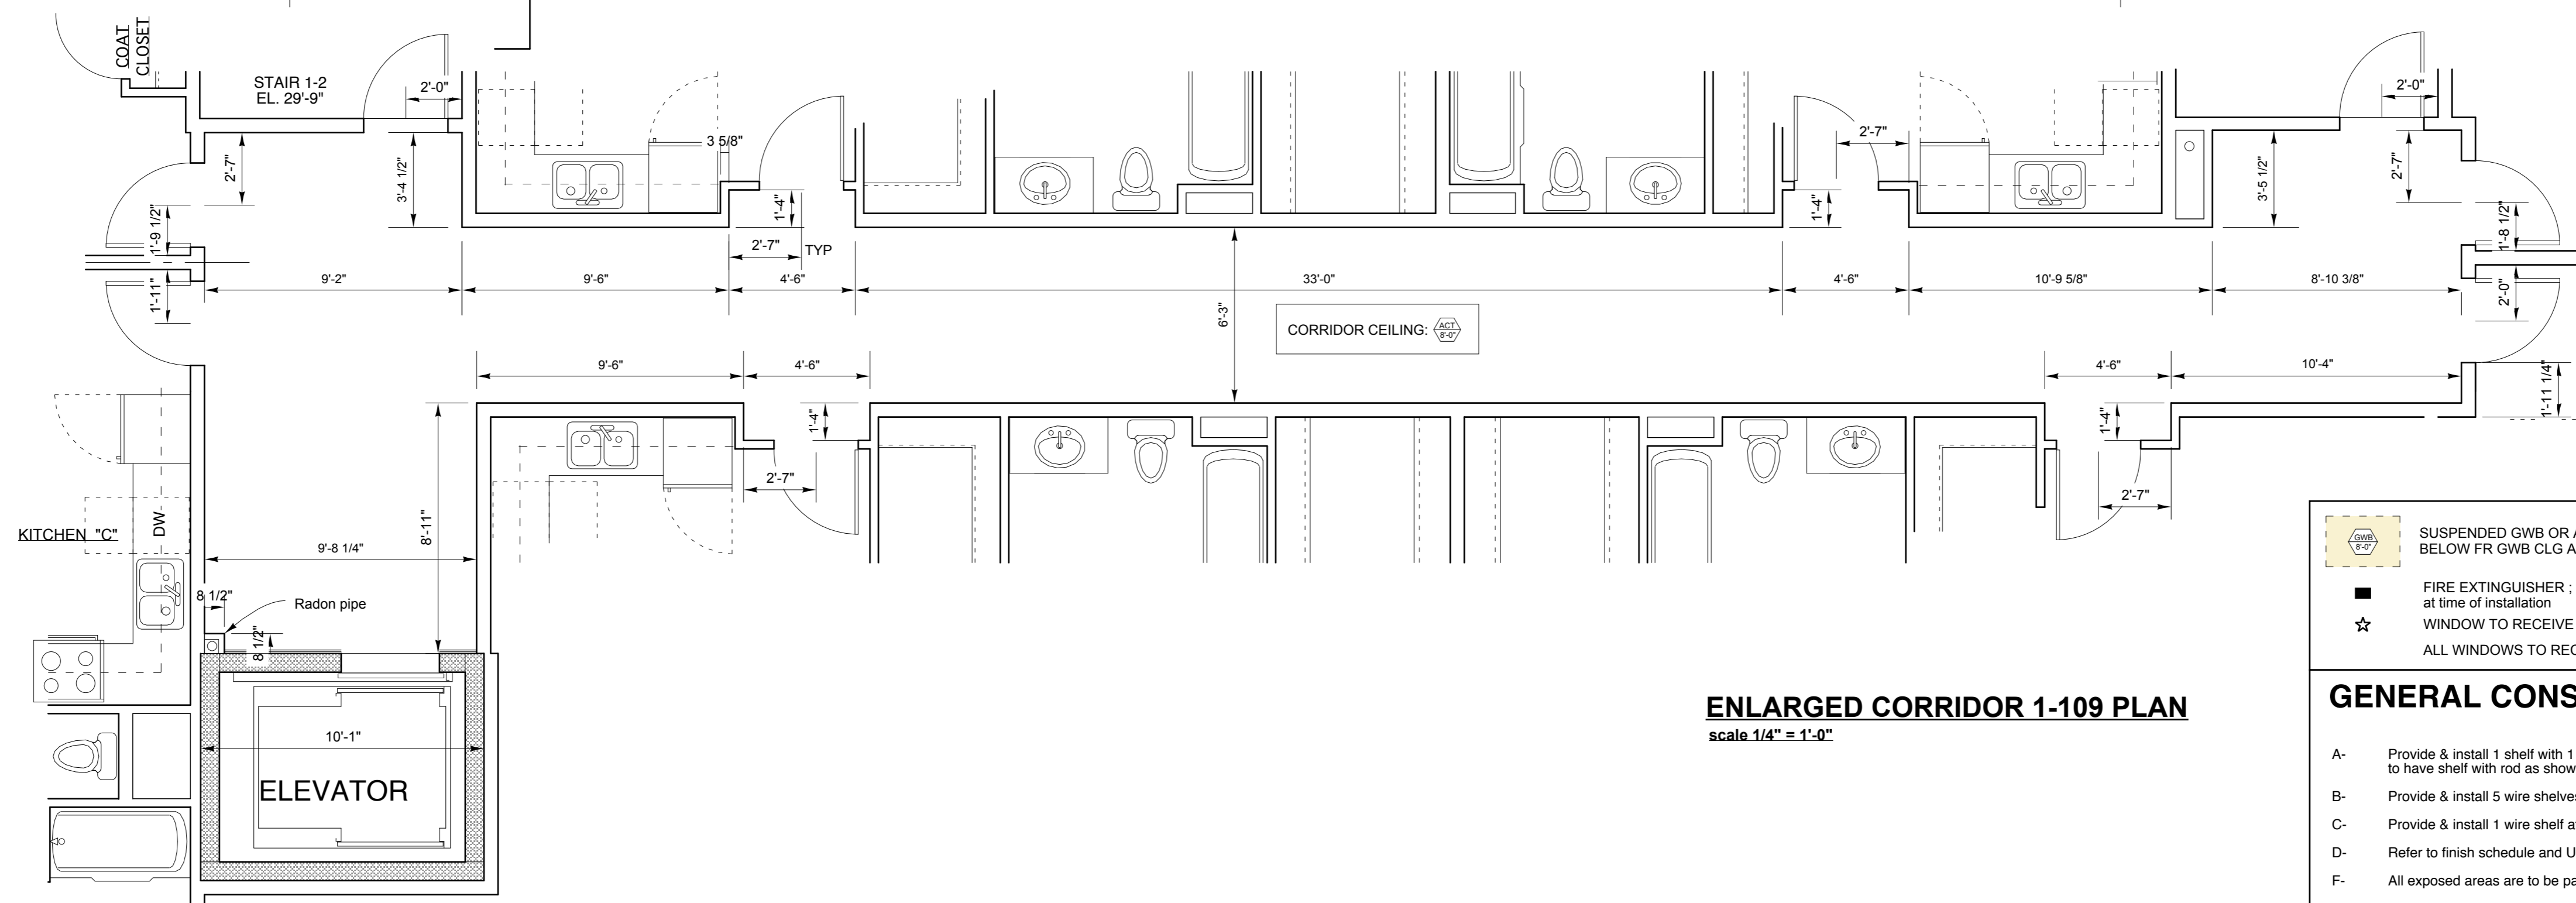 COAT
CLOSET
STAIR 1-2
EL. 29'-9"
2'-0"
2'-0"
3 5/8"
2'-7"
2'-7"
3'-4 1/2"
1'-4"
1'-4"
3'-5 1/2"
2'-7"
1'-9 1/2"
2'-7"
TYP
1'-8 1/2"
1'-11"
9'-2"
9'-6"
4'-6"
33'-0"
4'-6"
10'-9 5/8"
8'-10 3/8"
2'-0"
6'-3"
CORRIDOR CEILING:
ACT
8'-0"
9'-6"
4'-6"
4'-6"
10'-4"
1'-11 1/4"
1'-4"
1'-4"
2'-7"
2'-7"
KITCHEN "C"
DW
8'-11"
9'-8 1/4"
8 1/2"
Radon pipe
8 1/2"
10'-1"
ELEVATOR
ENLARGED CORRIDOR 1-109 PLAN
scale 1/4" = 1'-0"
GWB
8'-0"
SUSPENDED GWB OR
BELOW FR GWB CLG
FIRE EXTINGUISHER ;
at time of installation
WINDOW TO RECEIVE
ALL WINDOWS TO REC
GENERAL CONS
A- Provide & install 1 shelf with 1
to have shelf with rod as show
B- Provide & install 5 wire shelves
C- Provide & install 1 wire shelf a
D- Refer to finish schedule and U
F- All exposed areas are to be pa